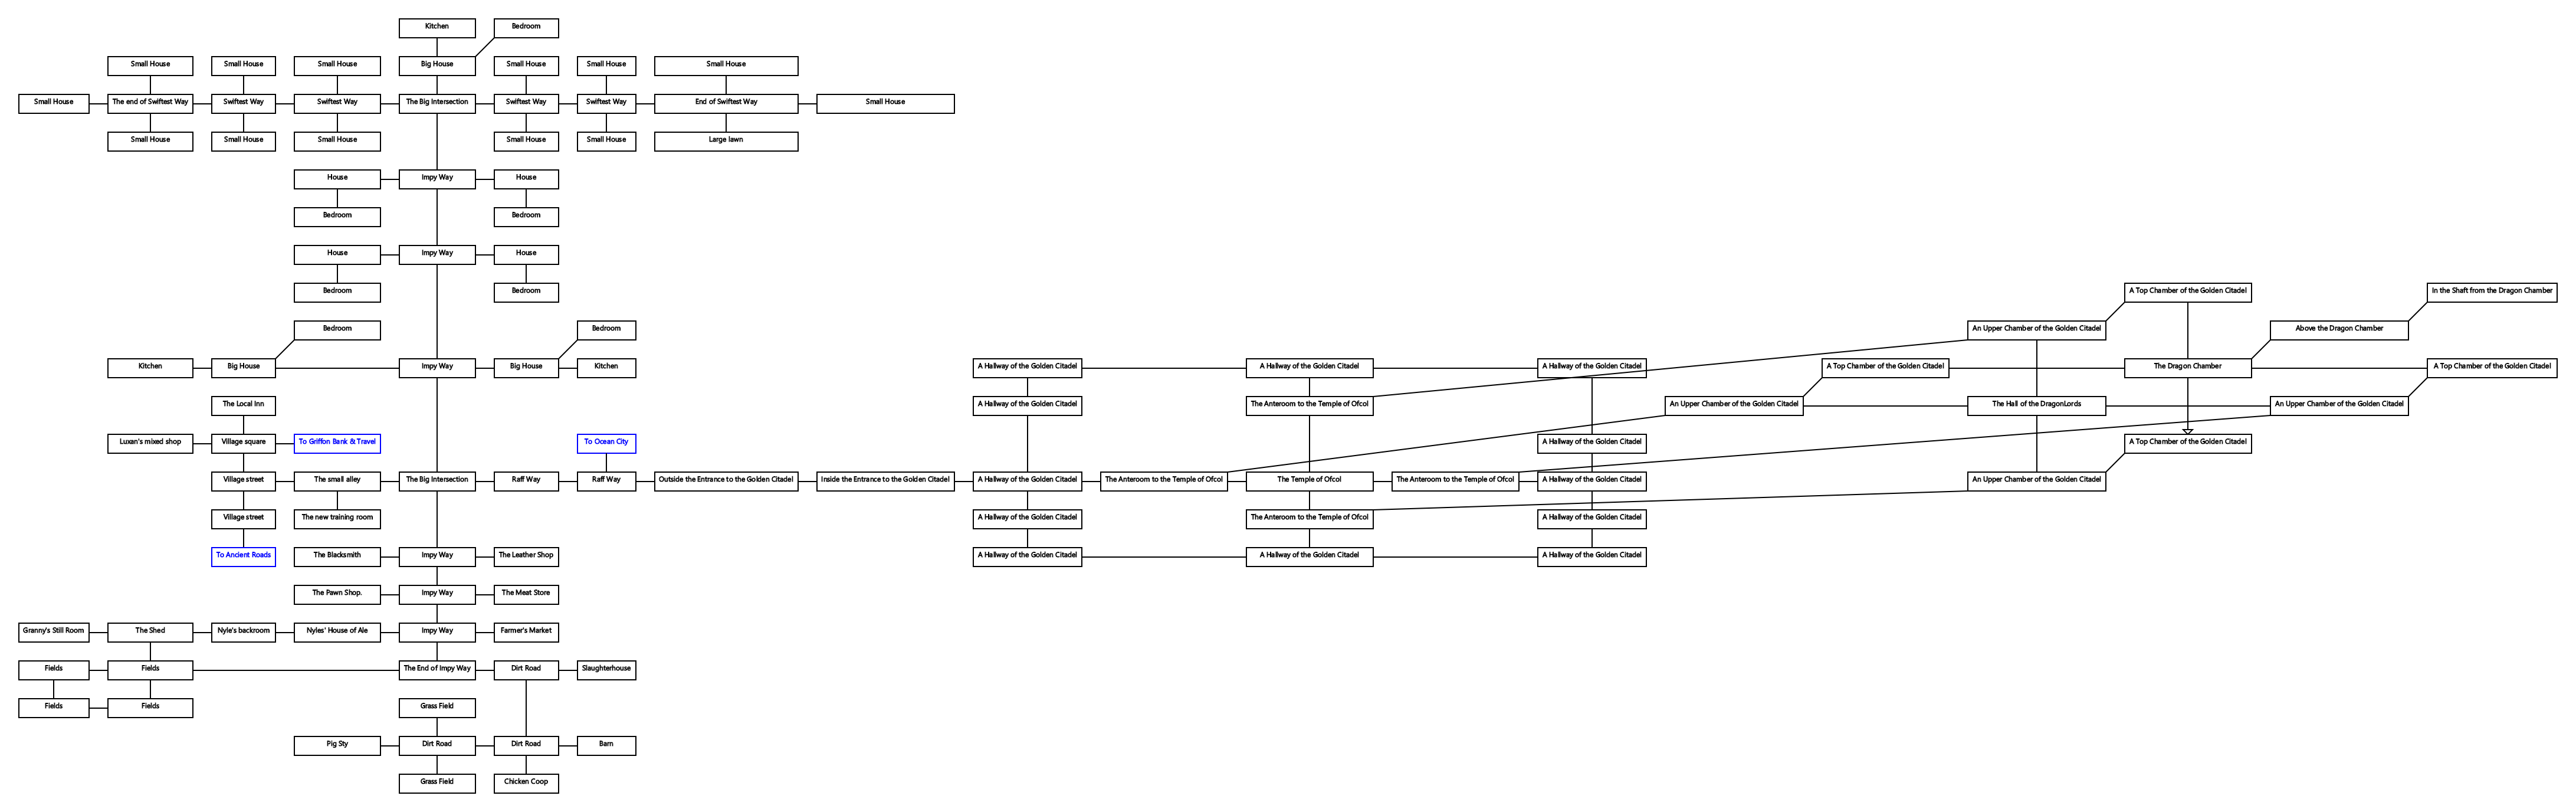 Kitchen
Bedroom
Small House
Small House
Small House
Big House
Small House
Small House
Small House
Small House
The end of Swiftest Way
Swiftest Way
Swiftest Way
The Big Intersection
Swiftest Way
Swiftest Way
End of Swiftest Way
Small House
Small House
Small House
Small House
Small House
Small House
Large lawn
House
Impy Way
House
Bedroom
Bedroom
House
Impy Way
House
Bedroom
Bedroom
A Top Chamber of the Golden Citadel
In the Shaft from the Dragon Chamber
Bedroom
Bedroom
An Upper Chamber of the Golden Citadel
Above the Dragon Chamber
Kitchen
Big House
Impy Way
Big House
Kitchen
A Hallway of the Golden Citadel
A Hallway of the Golden Citadel
A Hallway of the Golden Citadel
A Top Chamber of the Golden Citadel
The Dragon Chamber
A Top Chamber of the Golden Citadel
The Local Inn
A Hallway of the Golden Citadel
The Anteroom to the Temple of Ofcol
An Upper Chamber of the Golden Citadel
The Hall of the DragonLords
An Upper Chamber of the Golden Citadel
Luxan's mixed shop
Village square
To Griffon Bank & Travel
To Ocean City
A Hallway of the Golden Citadel
A Top Chamber of the Golden Citadel
Village street
The small alley
The Big Intersection
Raff Way
Raff Way
Outside the Entrance to the Golden Citadel
Inside the Entrance to the Golden Citadel
A Hallway of the Golden Citadel
The Anteroom to the Temple of Ofcol
The Temple of Ofcol
The Anteroom to the Temple of Ofcol
A Hallway of the Golden Citadel
An Upper Chamber of the Golden Citadel
Village street
The new training room
A Hallway of the Golden Citadel
The Anteroom to the Temple of Ofcol
A Hallway of the Golden Citadel
To Ancient Roads
The Blacksmith
Impy Way
The Leather Shop
A Hallway of the Golden Citadel
A Hallway of the Golden Citadel
A Hallway of the Golden Citadel
The Pawn Shop.
Impy Way
The Meat Store
Granny's Still Room
The Shed
Nyle's backroom
Nyles' House of Ale
Impy Way
Farmer's Market
Fields
Fields
The End of Impy Way
Dirt Road
Slaughterhouse
Fields
Fields
Grass Field
Pig Sty
Dirt Road
Dirt Road
Barn
Grass Field
Chicken Coop